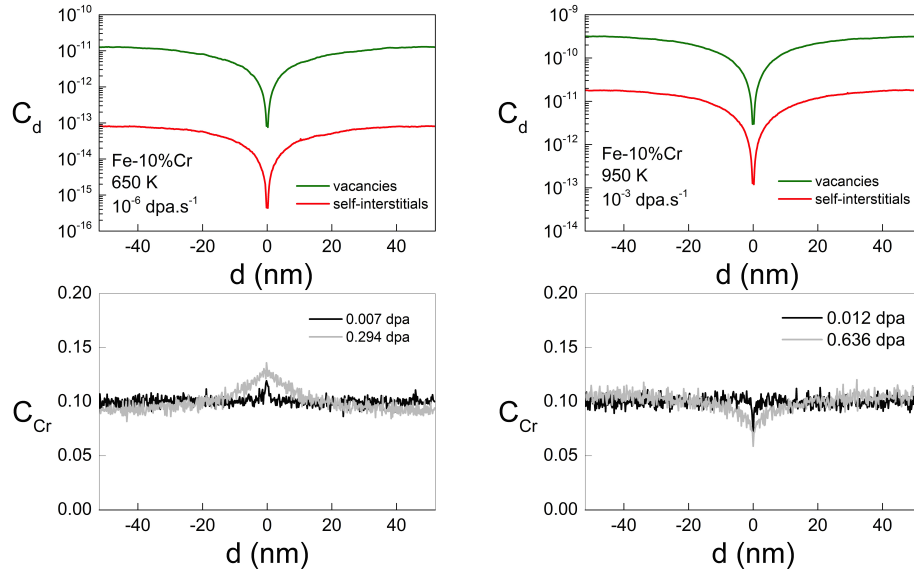 10⁻¹⁰
10⁻¹¹
10⁻¹²
10⁻¹³
10⁻¹⁴
10⁻¹⁵
10⁻¹⁶
C_d
Fe-10%Cr
650 K
10⁻⁶ dpa.s⁻¹
vacancies
self-interstitials
-40 -20 0 20 40
d (nm)
10⁻⁹
10⁻¹⁰
10⁻¹¹
10⁻¹²
10⁻¹³
10⁻¹⁴
C_d
Fe-10%Cr
950 K
10⁻³ dpa.s⁻¹
vacancies
self-interstitials
-40 -20 0 20 40
d (nm)
0.20
0.15
0.10
0.05
0.00
C_Cr
0.007 dpa
0.294 dpa
-40 -20 0 20 40
d (nm)
0.20
0.15
0.10
0.05
0.00
C_Cr
0.012 dpa
0.636 dpa
-40 -20 0 20 40
d (nm)